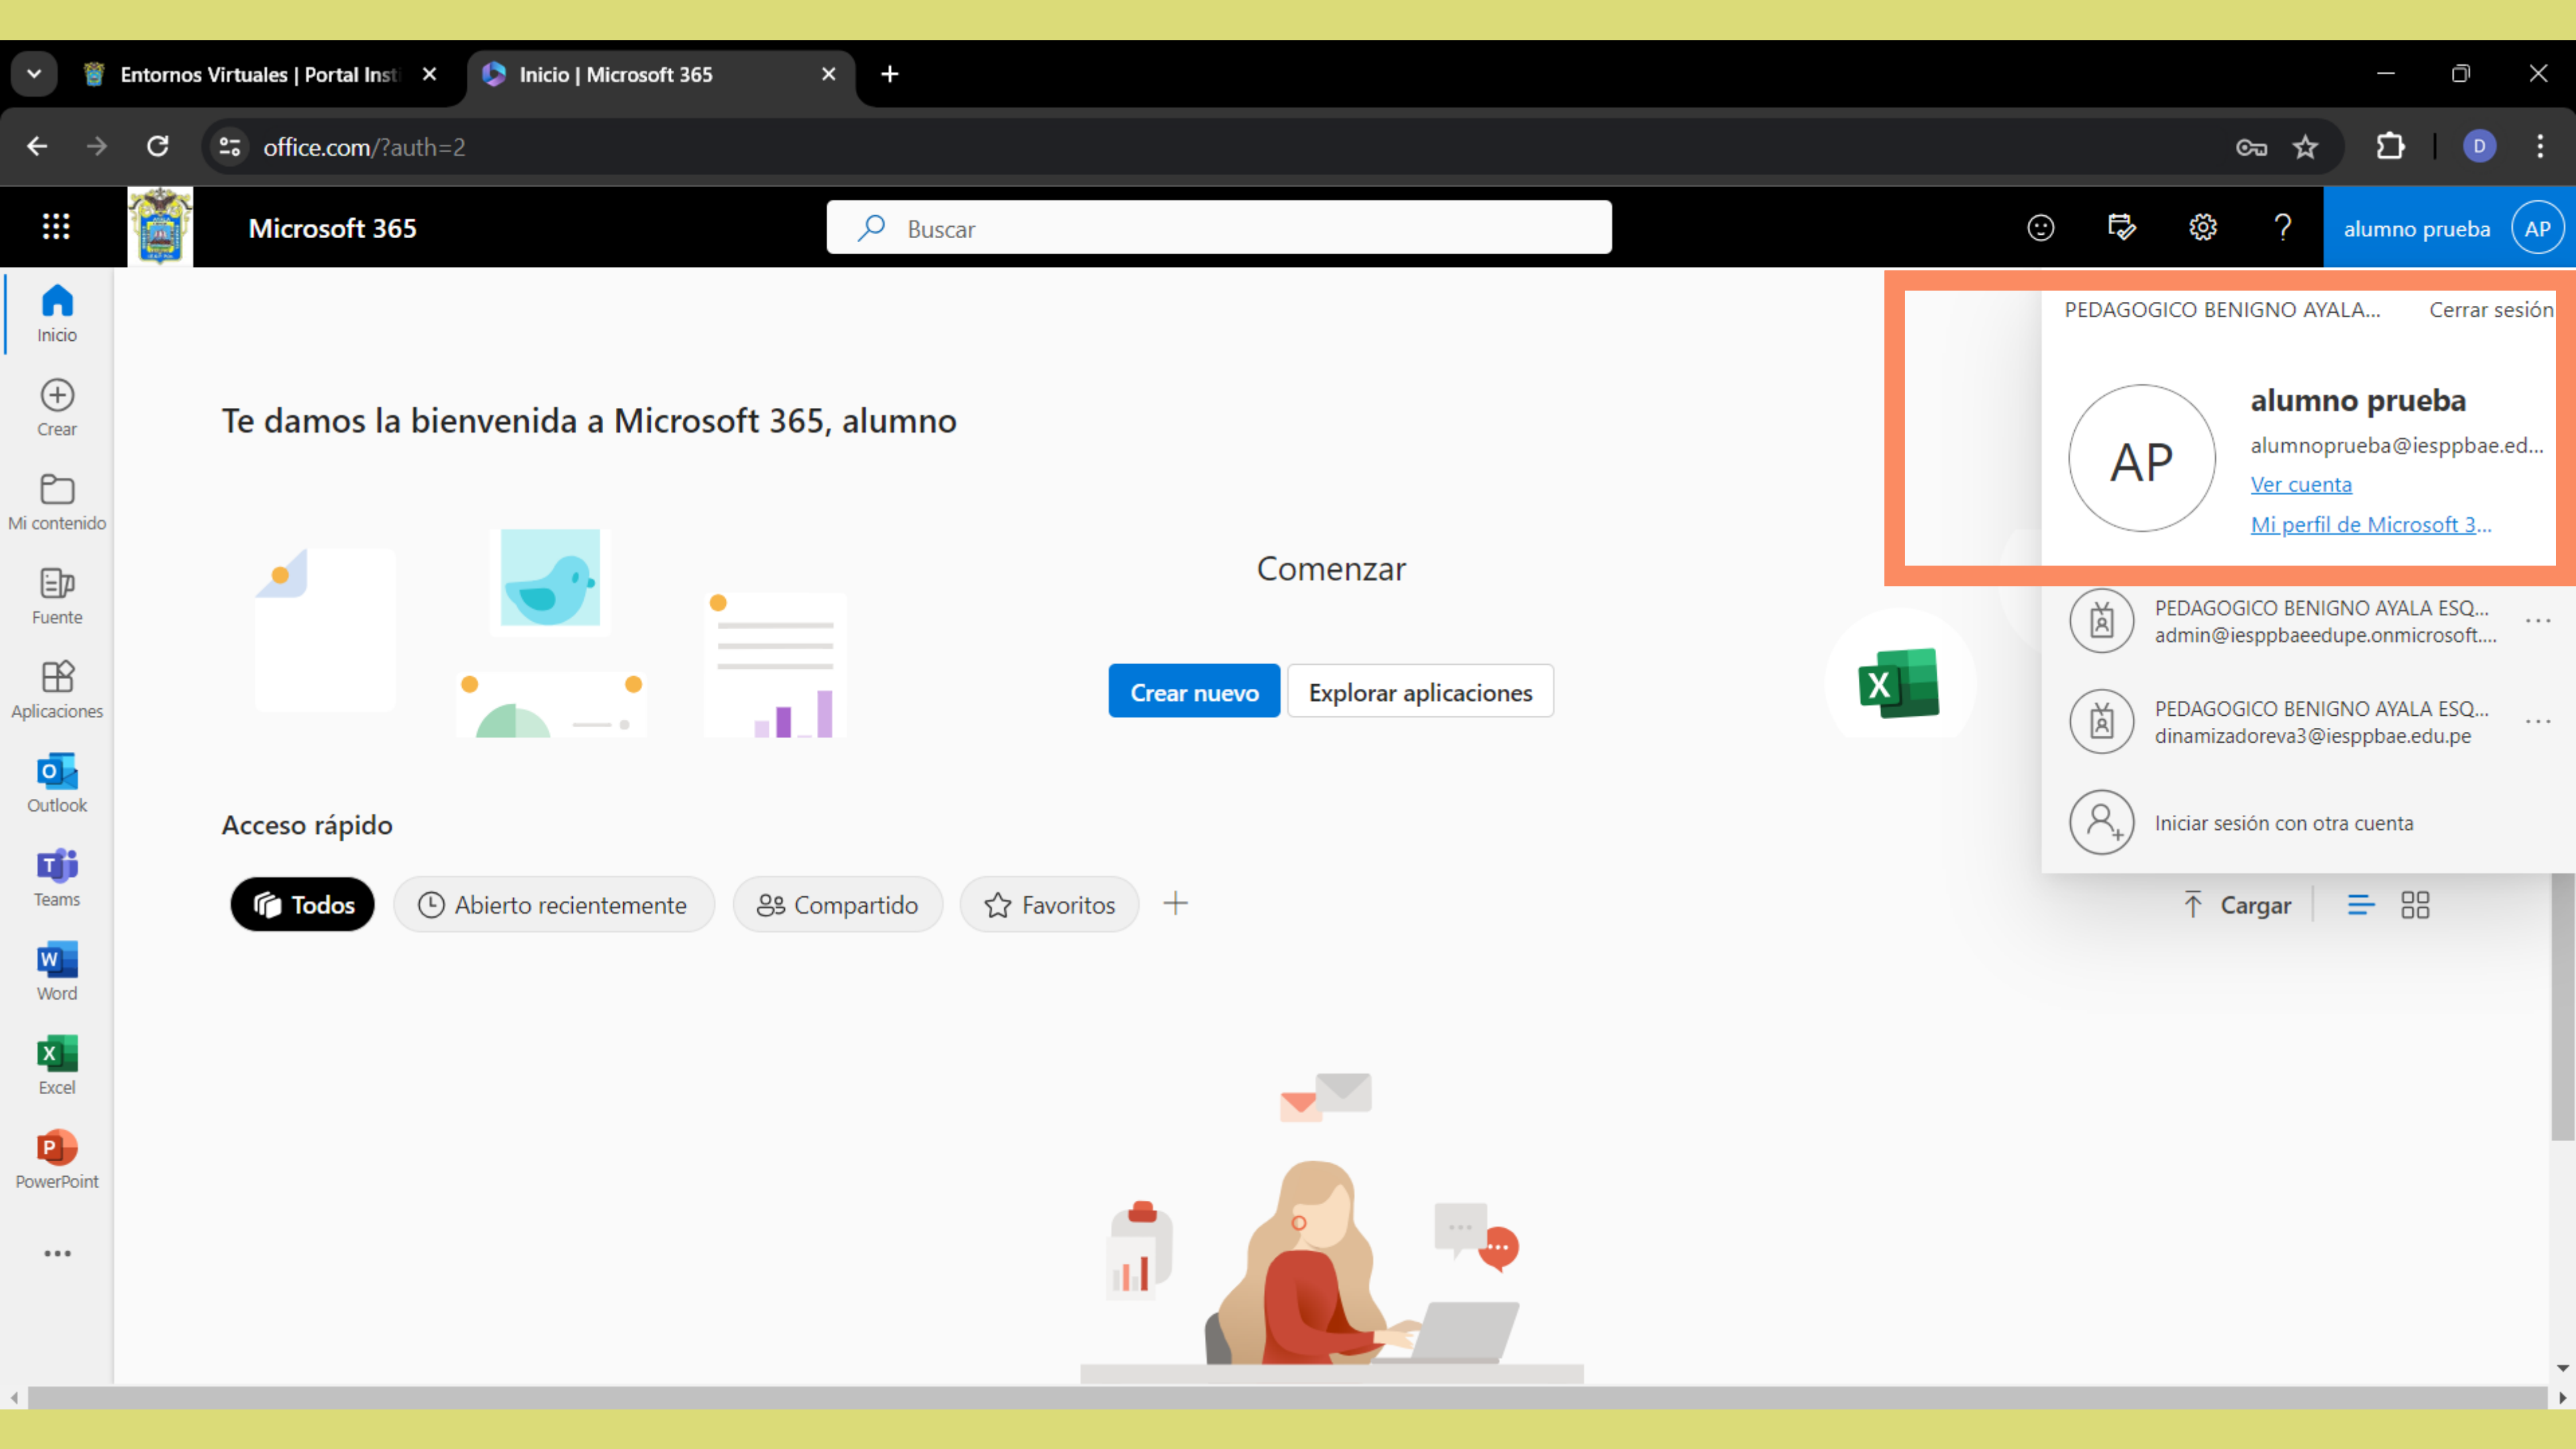 Entornos Virtuales | Portal Insti
Inicio | Microsoft 365
office.com/?auth=2
D
Microsoft 365
Buscar
alumno prueba
AP
Inicio
Crear
Mi contenido
Fuente
Aplicaciones
Outlook
Teams
Word
Excel
PowerPoint
Te damos la bienvenida a Microsoft 365, alumno
Comenzar
Crear nuevo
Explorar aplicaciones
Acceso rápido
Todos
Abierto recientemente
Compartido
Favoritos
Cargar
PEDAGOGICO BENIGNO AYALA...
Cerrar sesión
AP
alumno prueba
alumnoprueba@iesppbae.ed...
Ver cuenta
Mi perfil de Microsoft 3...
PEDAGOGICO BENIGNO AYALA ESQ...
admin@iesppbaeedupe.onmicrosoft....
PEDAGOGICO BENIGNO AYALA ESQ...
dinamizadoreva3@iesppbae.edu.pe
Iniciar sesión con otra cuenta